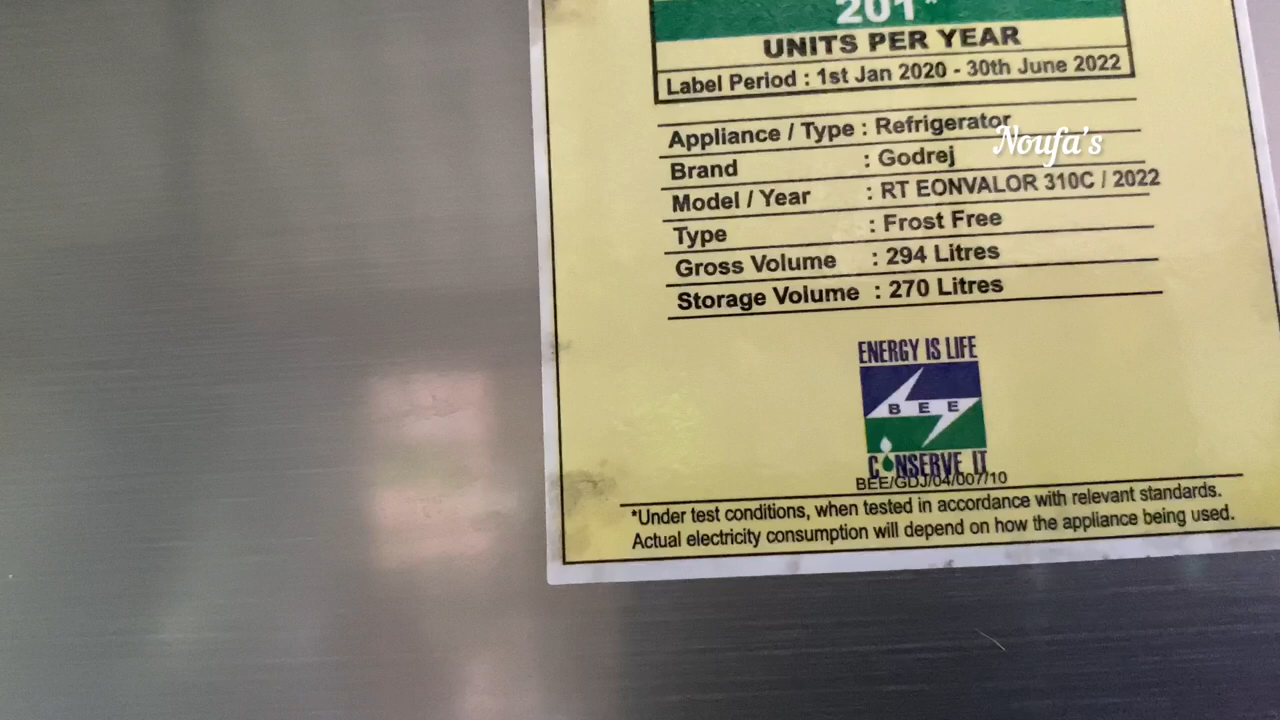 201*
UNITS PER YEAR
Label Period : 1st Jan 2020 - 30th June 2022
Appliance / Type : Refrigerator
Noufa's
Brand : Godrej
Model / Year : RT EONVALOR 310C / 2022
Type : Frost Free
Gross Volume : 294 Litres
Storage Volume : 270 Litres
ENERGY IS LIFE
BEE
CONSERVE IT
BEE/GDJ/04/007/10
*Under test conditions, when tested in accordance with relevant standards.
Actual electricity consumption will depend on how the appliance being used.